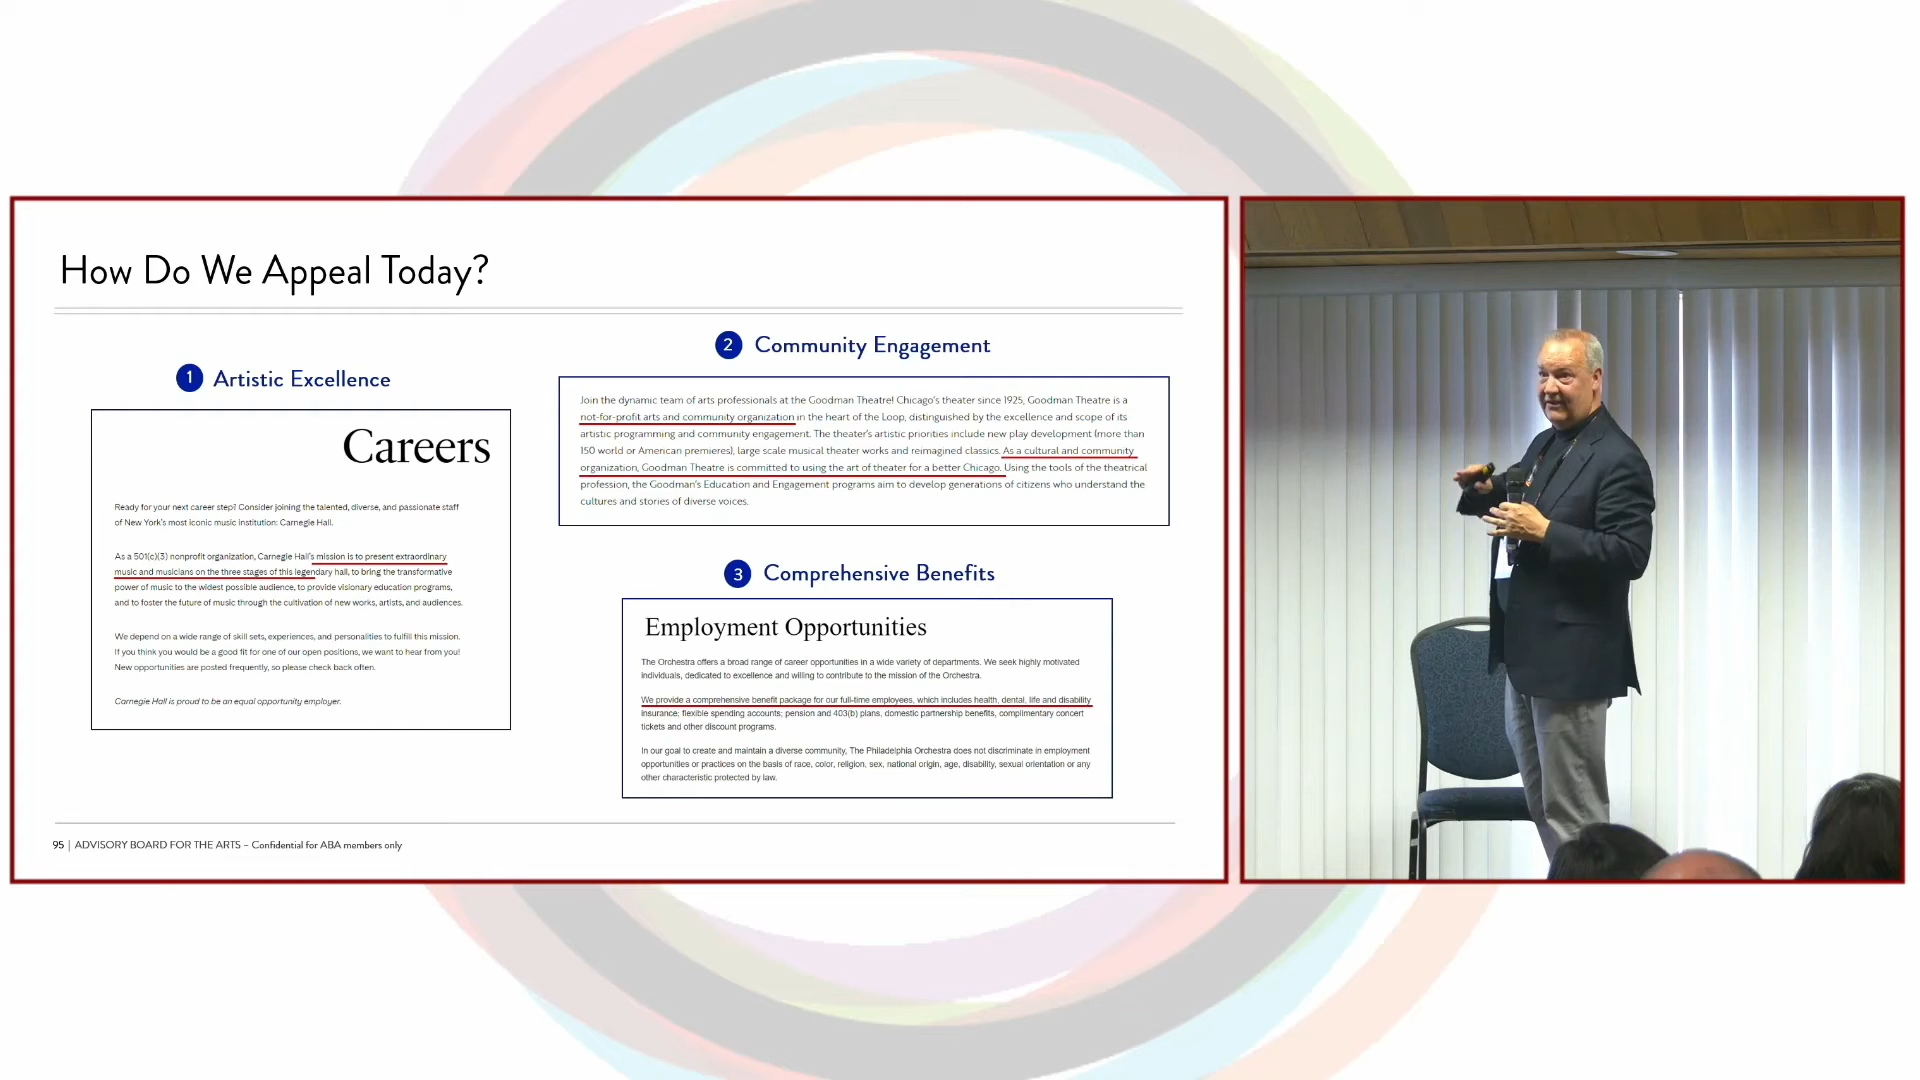 How Do We Appeal Today?
1 Artistic Excellence
Careers
Ready for your next career step? Consider joining the talented, diverse, and passionate staff
of New York's most iconic music institution: Carnegie Hall.
As a 501(c)(3) nonprofit organization, Carnegie Hall's mission is to present extraordinary
music and musicians on the three stages of this legendary hall, to bring the transformative
power of music to the widest possible audience, to provide visionary education programs,
and to foster the future of music through the cultivation of new works, artists, and audiences.
We depend on a wide range of skill sets, experiences, and personalities to fulfill this mission.
If you think you would be a good fit for one of our open positions, we want to hear from you!
New opportunities are posted frequently, so please check back often.
Carnegie Hall is proud to be an equal opportunity employer.
2 Community Engagement
Join the dynamic team of arts professionals at the Goodman Theatre! Chicago's theater since 1925, Goodman Theatre is a
not-for-profit arts and community organization in the heart of the Loop, distinguished by the excellence and scope of its
artistic programming and community engagement. The theater's artistic priorities include new play development (more than
150 world or American premieres), large scale musical theater works and reimagined classics. As a cultural and community
organization, Goodman Theatre is committed to using the art of theater for a better Chicago. Using the tools of the theatrical
profession, the Goodman's Education and Engagement programs aim to develop generations of citizens who understand the
cultures and stories of diverse voices.
3 Comprehensive Benefits
Employment Opportunities
The Orchestra offers a broad range of career opportunities in a wide variety of departments. We seek highly motivated
individuals, dedicated to excellence and willing to contribute to the mission of the Orchestra.
We provide a comprehensive benefit package for our full-time employees, which includes health, dental, life and disability
insurance; flexible spending accounts; pension and 403(b) plans, domestic partnership benefits, complimentary concert
tickets and other discount programs.
In our goal to create and maintain a diverse community, The Philadelphia Orchestra does not discriminate in employment
opportunities or practices on the basis of race, color, religion, sex, national origin, age, disability, sexual orientation or any
other characteristic protected by law.
95 | ADVISORY BOARD FOR THE ARTS – Confidential for ABA members only